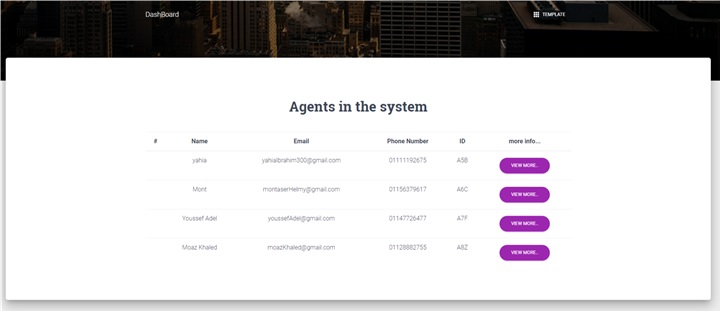 DashBoard TEMPLATE
Agents in the system
# Name Email Phone Number ID more info...
yahia yahiaIbrahim300@gmail.com 01111192675 A5B VIEW MORE..
Mont montaserHelmy@gmail.com 01156379617 A6C VIEW MORE..
Youssef Adel youssefAdel@gmail.com 01147726477 A7F VIEW MORE..
Moaz Khaled moazKhaled@gmail.com 01128882755 A8Z VIEW MORE..